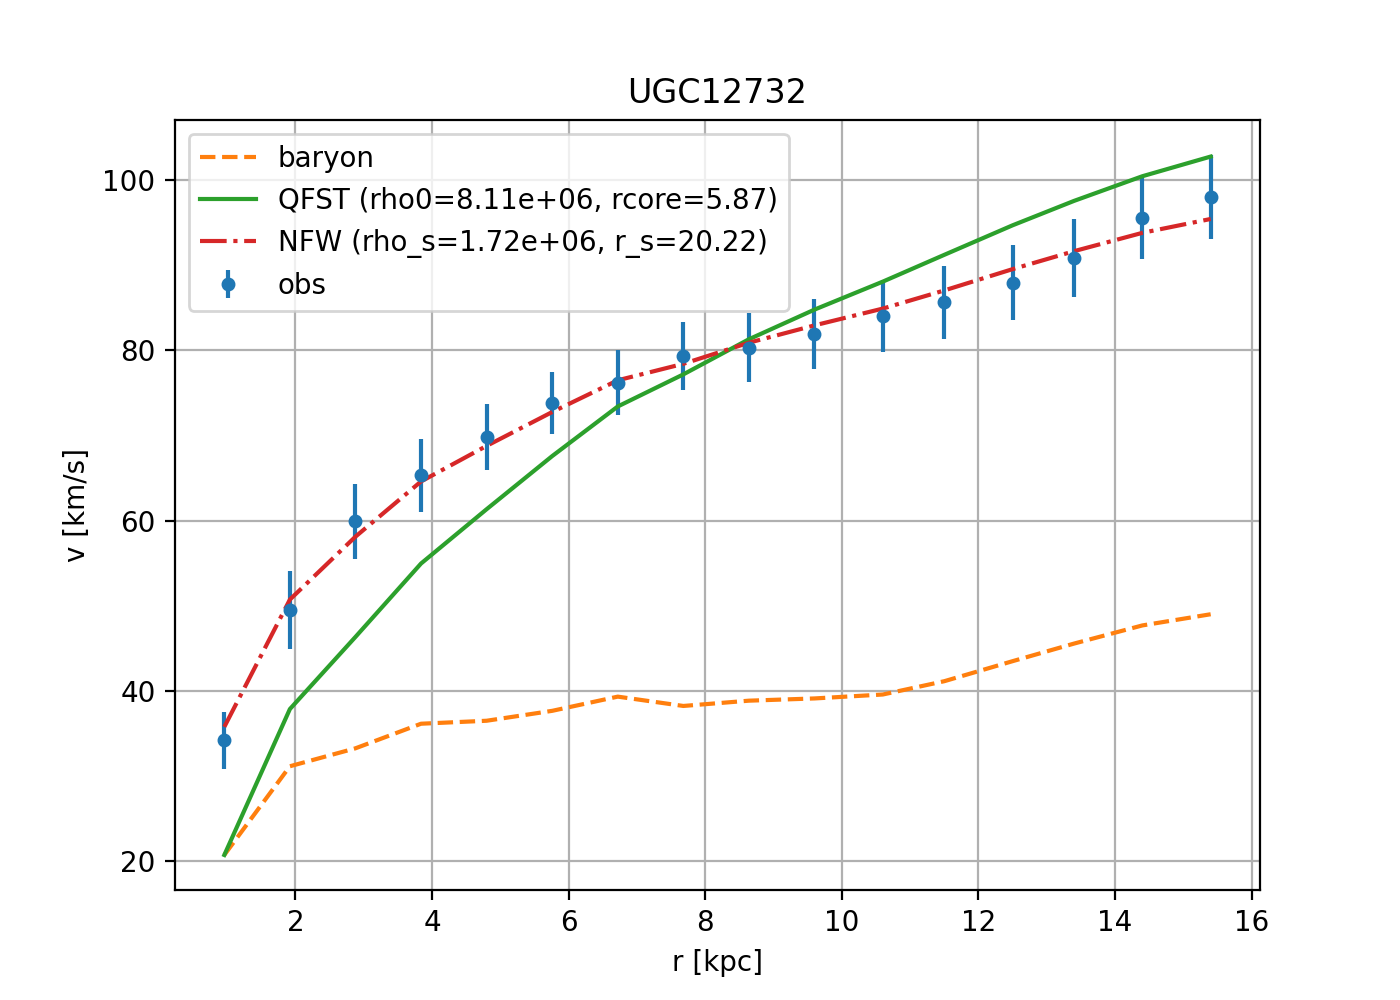 UGC12732
baryon
QFST (rho0=8.11e+06, rcore=5.87)
NFW (rho_s=1.72e+06, r_s=20.22)
obs
100
80
60
40
20
v [km/s]
2 4 6 8 10 12 14 16
r [kpc]